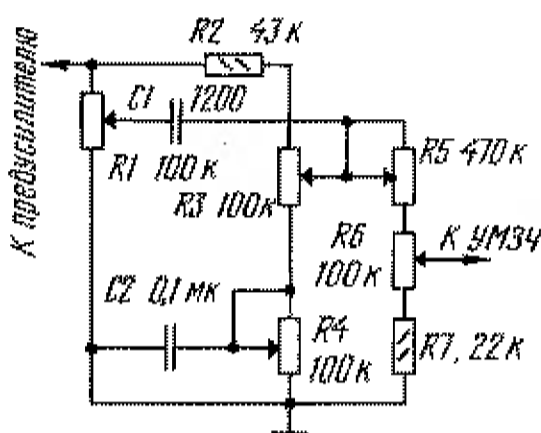 К предусилителю
R2 43 к
C1 1200
R1 100 к
R3 100к
R5 470 к
R6
100 к
К УМЗЧ
C2 0,1 мк
R4
100 к
R7, 22 к